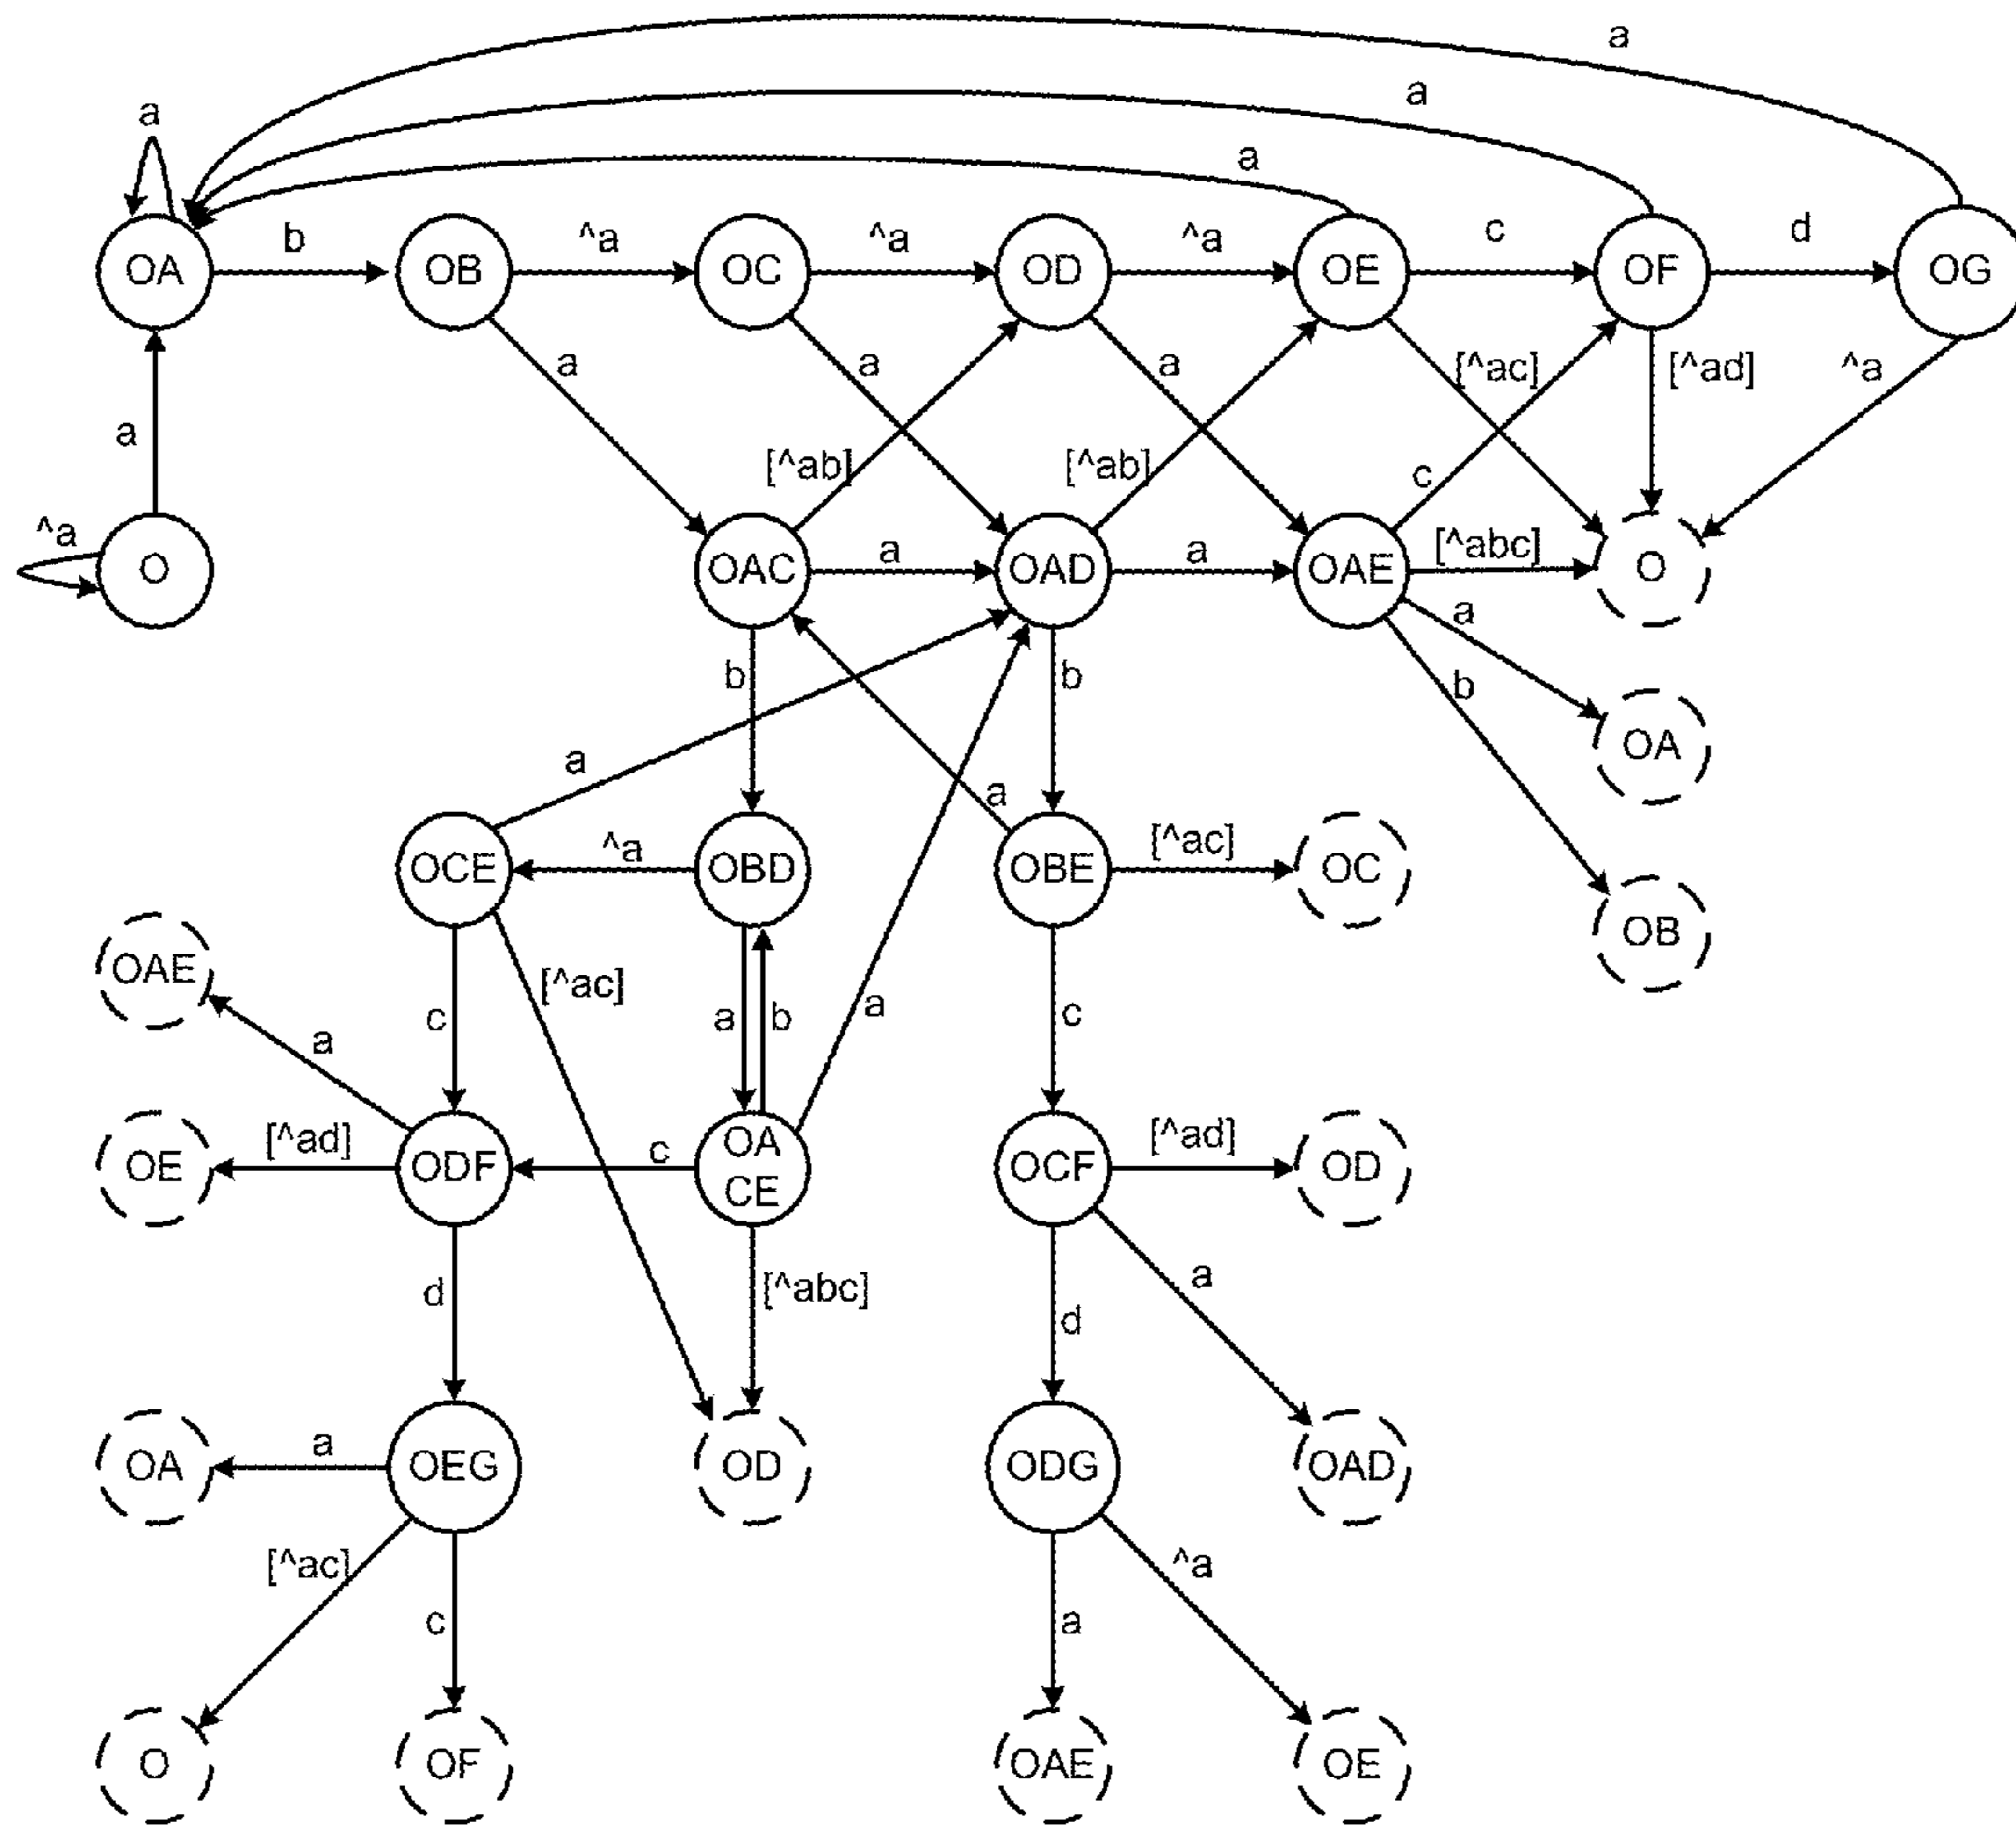 a
a
a
a
b
^a
^a
^a
c
d
OA
OB
OC
OD
OE
OF
OG
a
a
a
[^ac]
[^ad]
^a
a
[^ab]
[^ab]
c
^a
O
OAC
a
OAD
a
OAE
[^abc]
O
a
b
b
b
OA
a
a
^a
[^ac]
OCE
OBD
OBE
OC
OB
OAE
[^ac]
a
c
a
b
a
c
[^ad]
c
OA
[^ad]
OE
ODF
CE
OCF
OD
d
[^abc]
d
a
a
OA
OEG
OD
ODG
OAD
[^ac]
^a
c
a
O
OF
OAE
OE